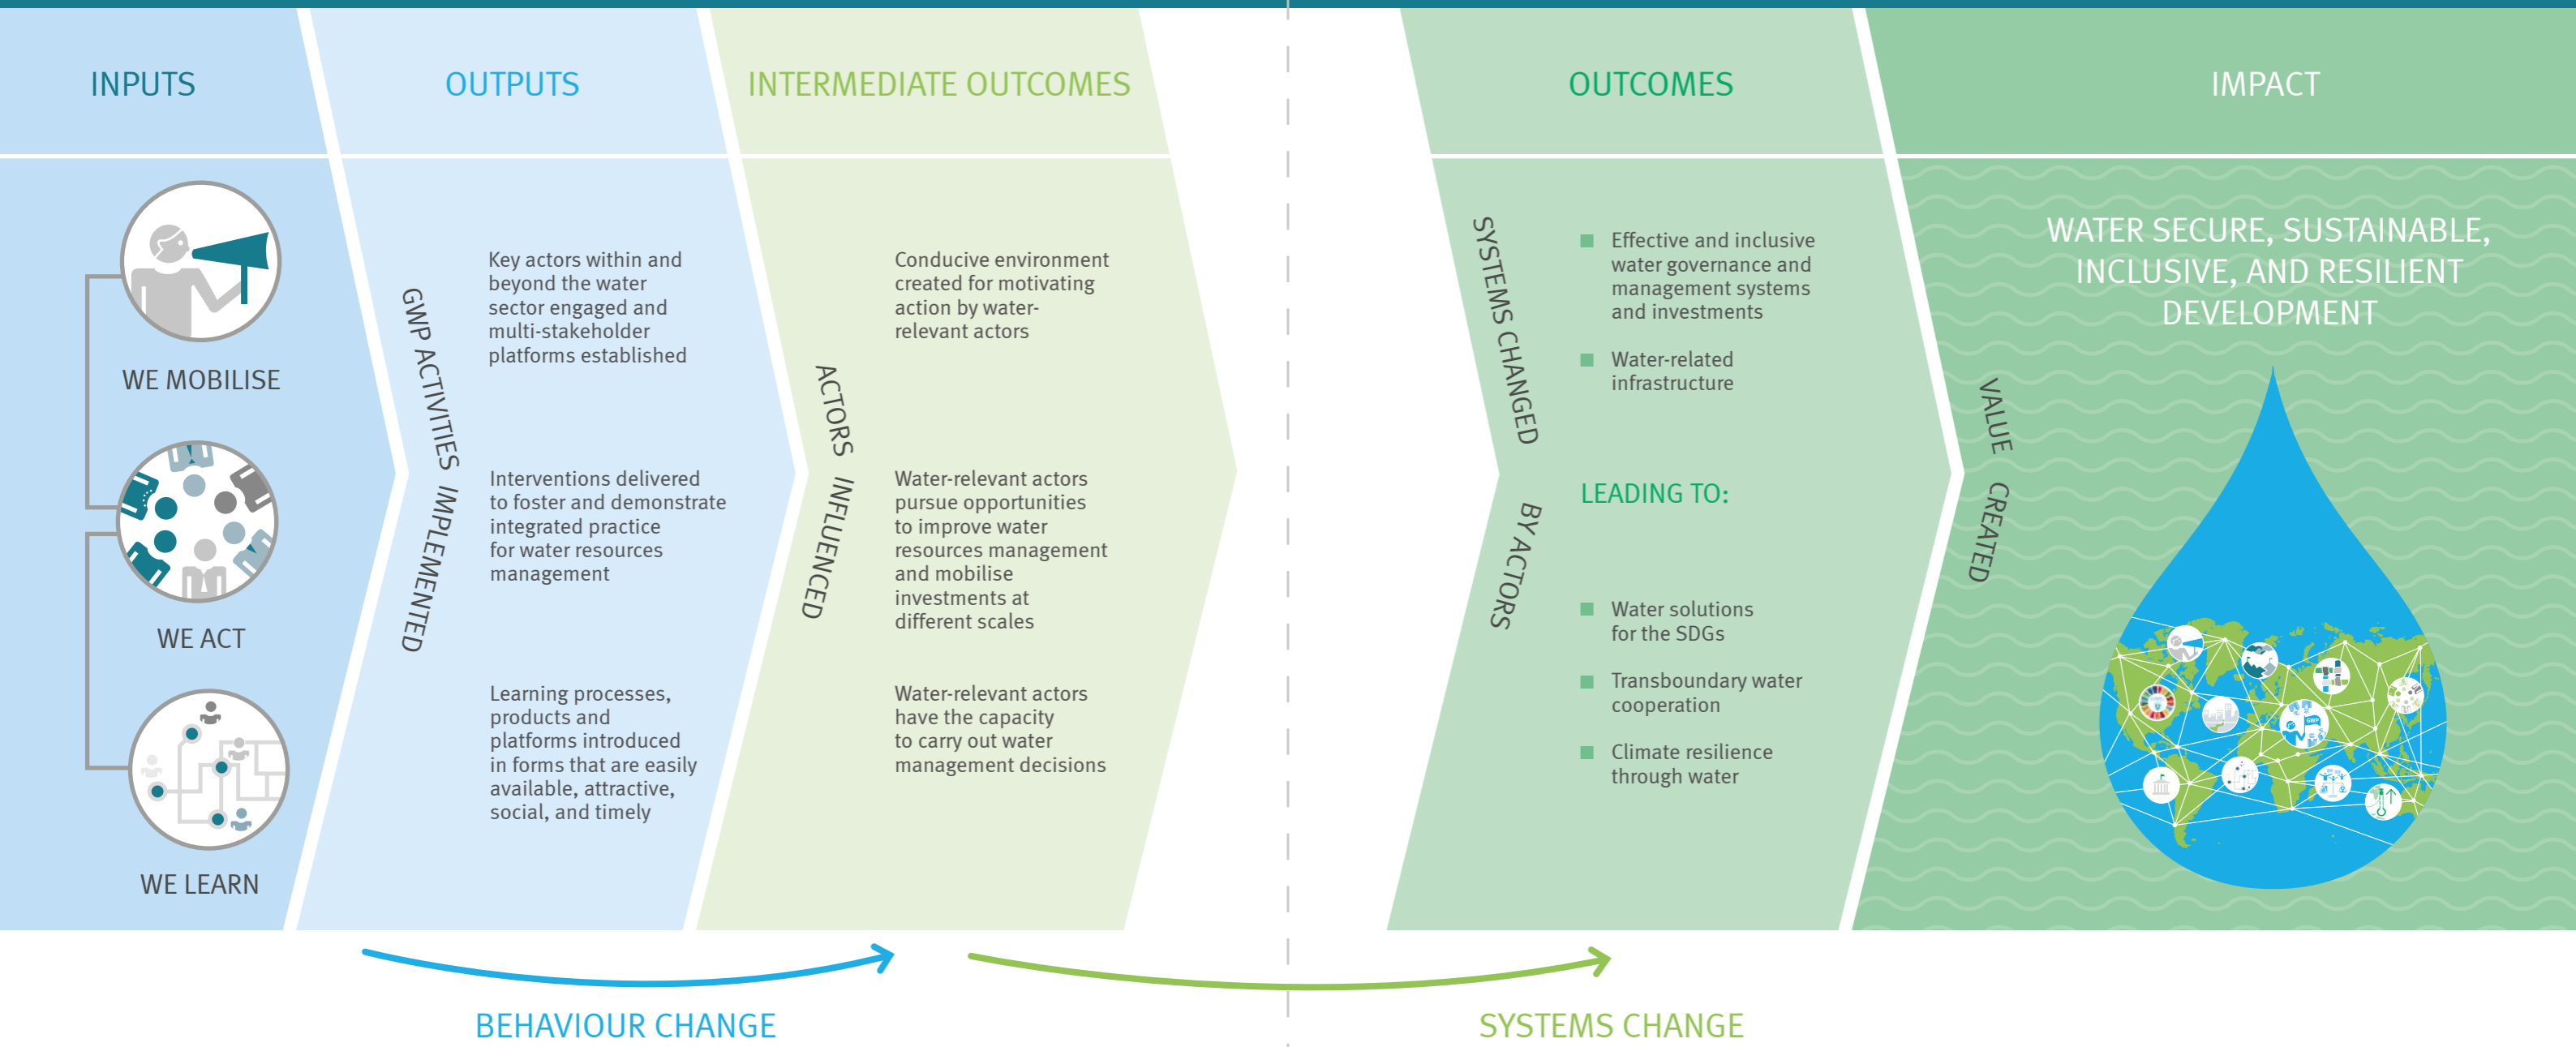 INPUTS
OUTPUTS
INTERMEDIATE OUTCOMES
OUTCOMES
IMPACT
WE MOBILISE
WE ACT
WE LEARN
GWP ACTIVITIES IMPLEMENTED
Key actors within and
beyond the water
sector engaged and
multi-stakeholder
platforms established
Interventions delivered
to foster and demonstrate
integrated practice
for water resources
management
Learning processes,
products and
platforms introduced
in forms that are easily
available, attractive,
social, and timely
ACTORS INFLUENCED
Conducive environment
created for motivating
action by water-
relevant actors
Water-relevant actors
pursue opportunities
to improve water
resources management
and mobilise
investments at
different scales
Water-relevant actors
have the capacity
to carry out water
management decisions
SYSTEMS CHANGED BY ACTORS
Effective and inclusive
water governance and
management systems
and investments
Water-related
infrastructure
LEADING TO:
Water solutions
for the SDGs
Transboundary water
cooperation
Climate resilience
through water
VALUE CREATED
WATER SECURE, SUSTAINABLE,
INCLUSIVE, AND RESILIENT
DEVELOPMENT
GWP
BEHAVIOUR CHANGE
SYSTEMS CHANGE